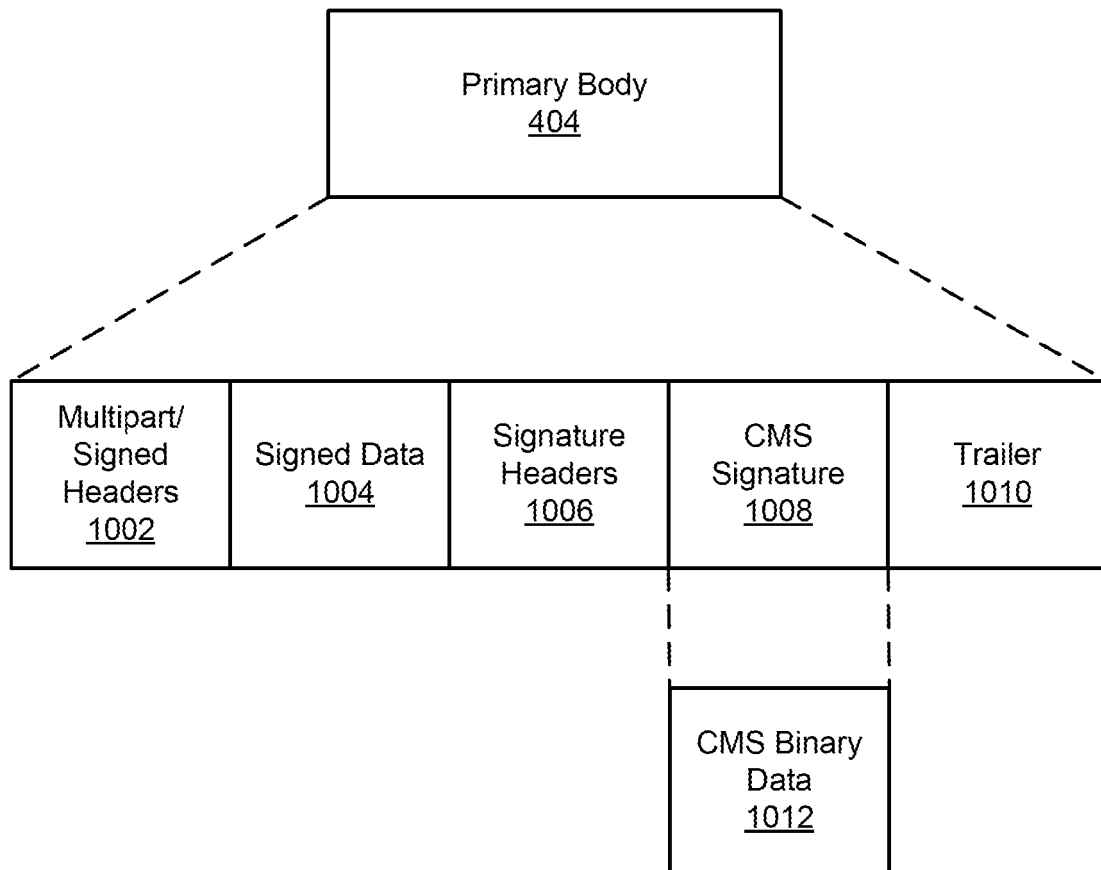 Primary Body
404
Multipart/
Signed
Headers
1002
Signed Data
1004
Signature
Headers
1006
CMS
Signature
1008
Trailer
1010
CMS Binary
Data
1012